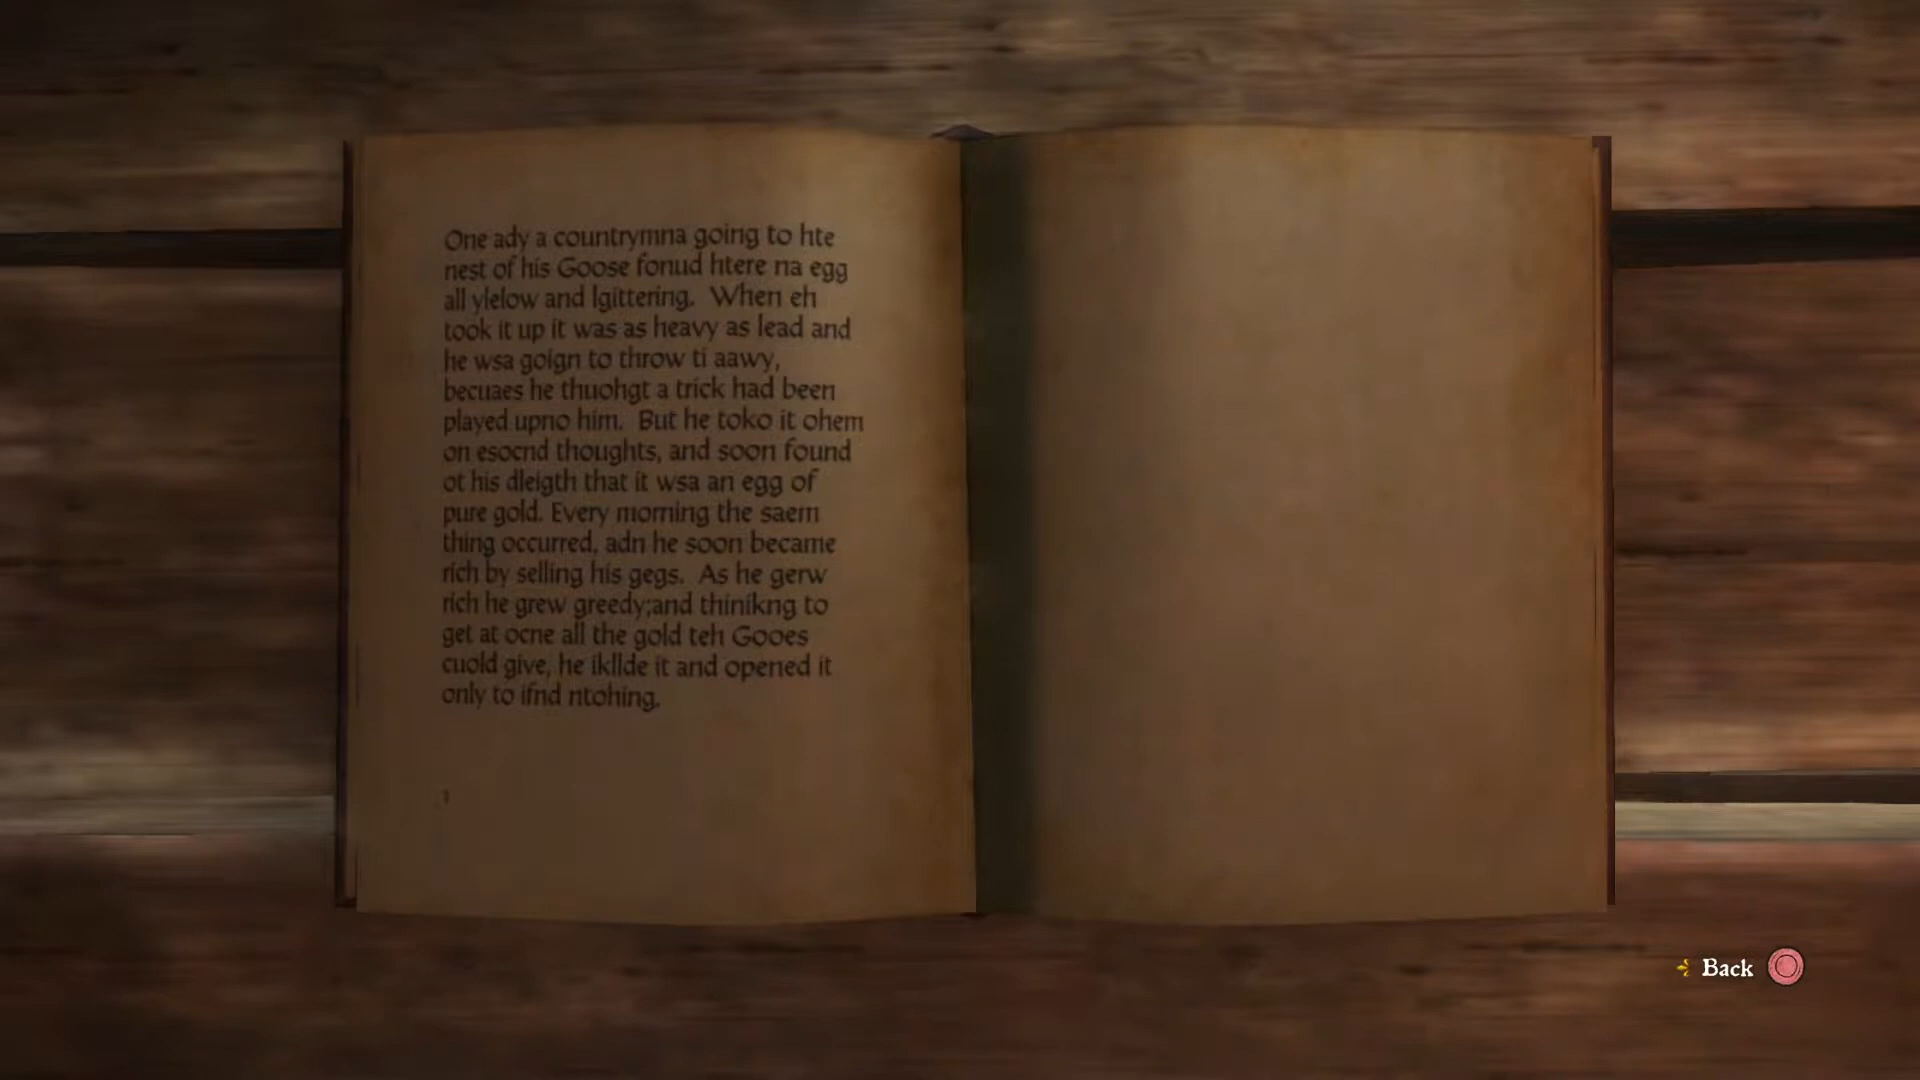 One ady a countrymna going to hte
nest of his Goose fonud htere na egg
all ylelow and lgittering. When eh
took it up it was as heavy as lead and
he wsa goign to throw ti aawy,
becuaes he thuohgt a trick had been
played upno him. But he toko it ohem
on esocnd thoughts, and soon found
ot his dleigth that it wsa an egg of
pure gold. Every morning the saem
thing occurred, adn he soon became
rich by selling his gegs. As he gerw
rich he grew greedy;and thinikng to
get at ocne all the gold teh Gooes
cuold give, he ikllde it and opened it
only to ifnd ntohing.
1
Back